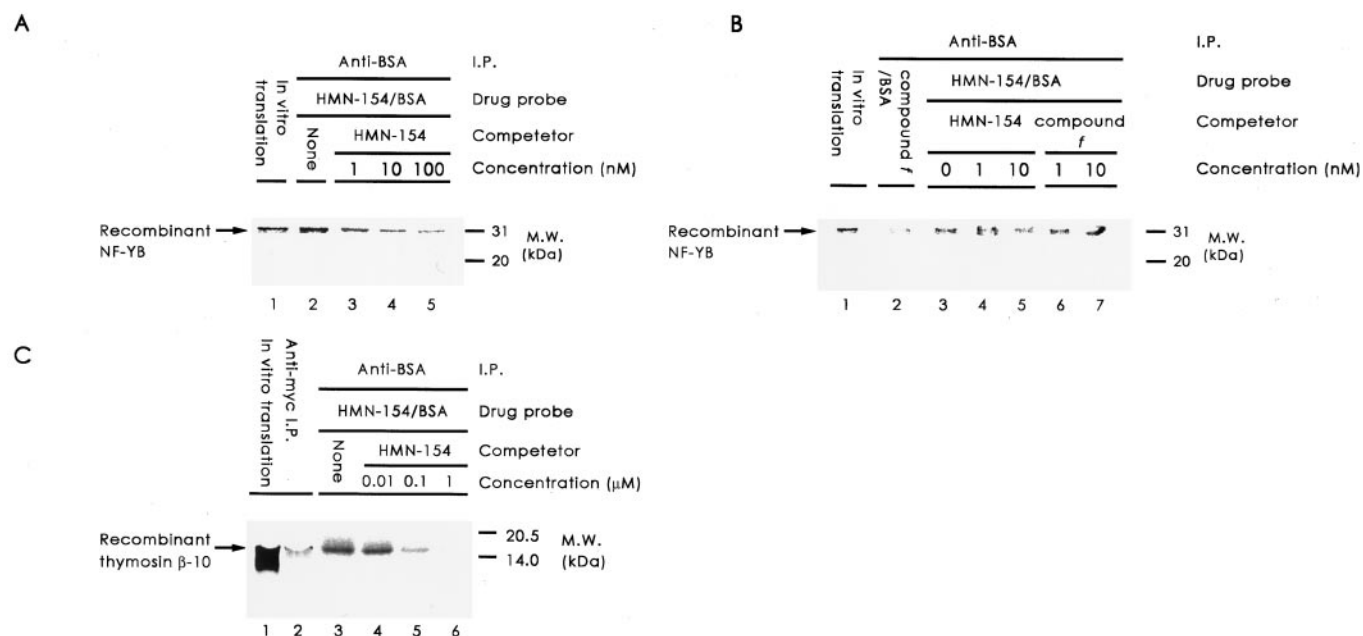 A
In vitro
translation
Anti-BSA
I.P.
HMN-154/BSA
Drug probe
None
HMN-154
Competetor
1 10 100
Concentration (nM)
Recombinant
NF-YB
31
20
M.W.
(kDa)
1 2 3 4 5
B
In vitro
translation
compound f
/BSA
Anti-BSA
I.P.
HMN-154/BSA
Drug probe
HMN-154
compound
f
Competetor
0 1 10 1 10
Concentration (nM)
Recombinant
NF-YB
31
20
M.W.
(kDa)
1 2 3 4 5 6 7
C
In vitro translation
Anti-myc I.P.
Anti-BSA
I.P.
HMN-154/BSA
Drug probe
None
HMN-154
Competetor
0.01 0.1 1
Concentration (μM)
Recombinant
thymosin β-10
20.5
14.0
M.W.
(kDa)
1 2 3 4 5 6